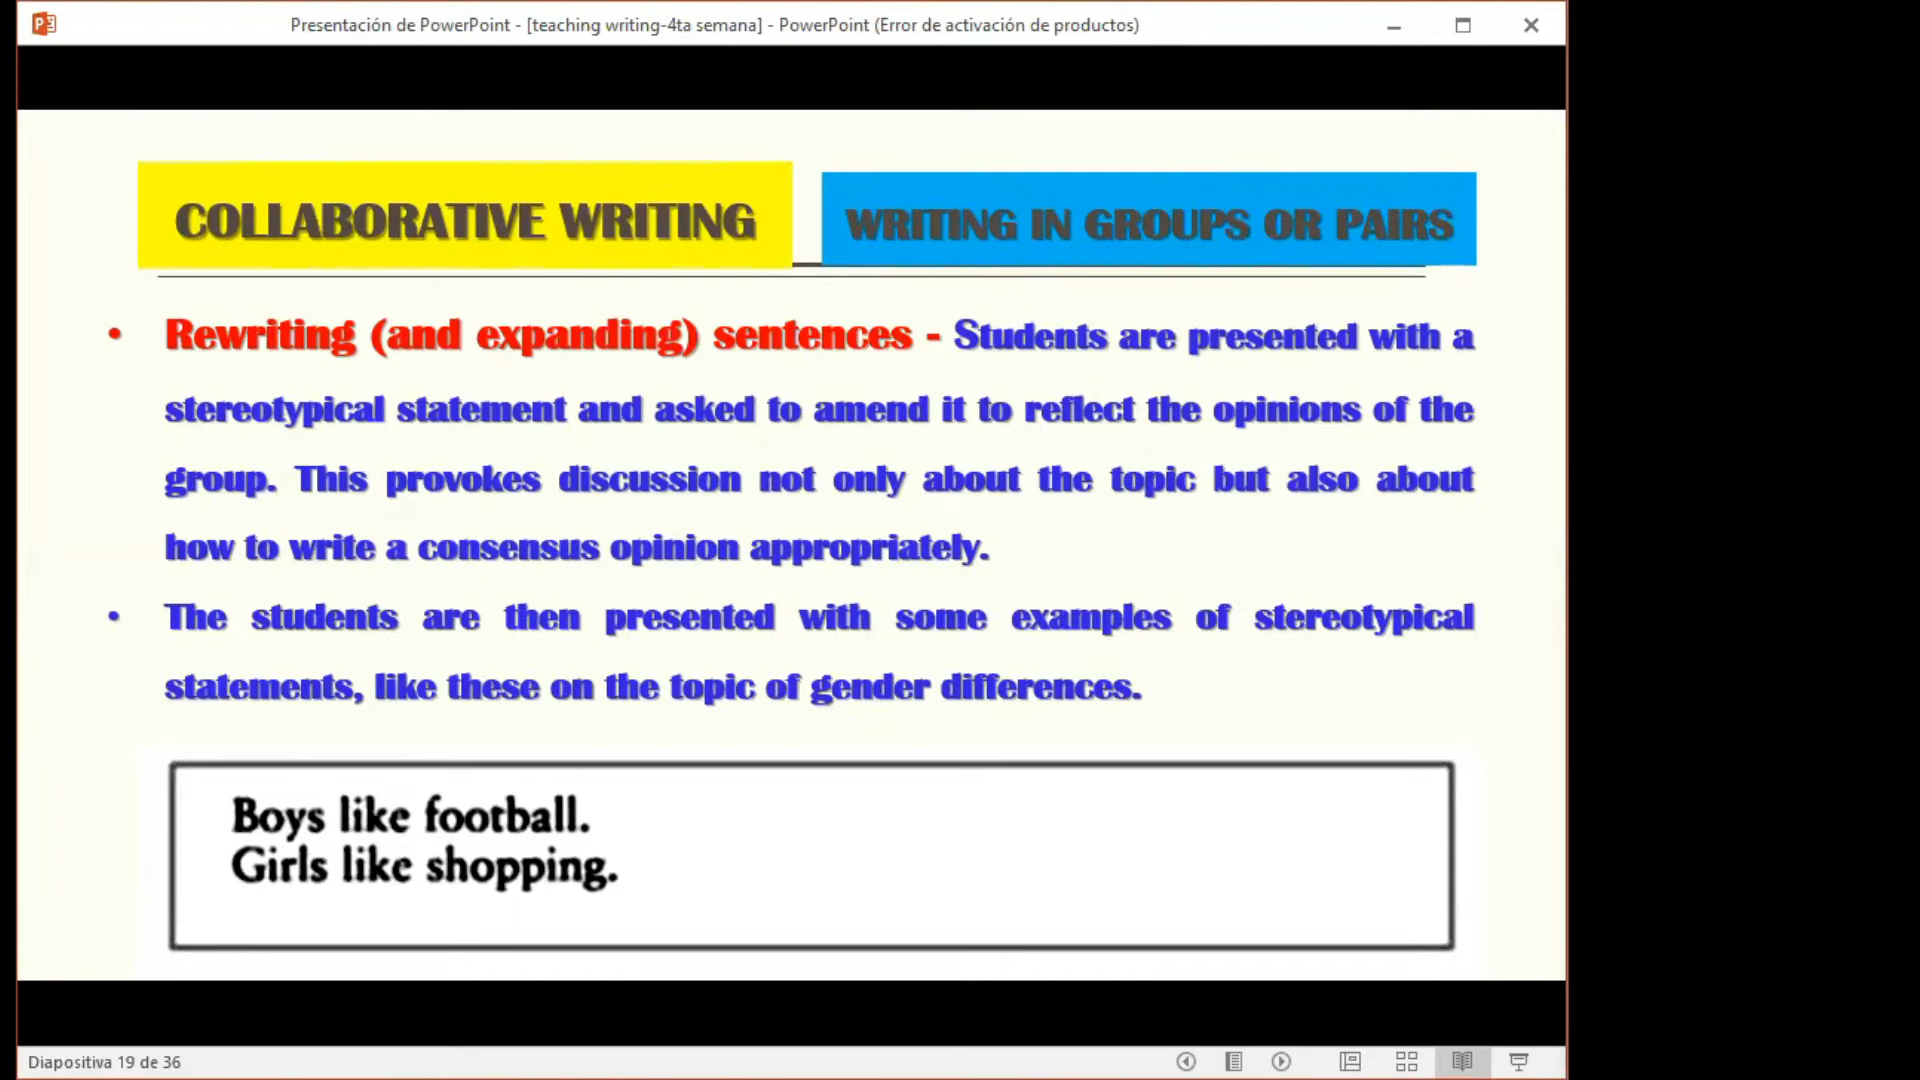 Presentación de PowerPoint - [teaching writing-4ta semana] - PowerPoint (Error de activación de productos)
COLLABORATIVE WRITING
WRITING IN GROUPS OR PAIRS
• Rewriting (and expanding) sentences - Students are presented with a
stereotypical statement and asked to amend it to reflect the opinions of the
group. This provokes discussion not only about the topic but also about
how to write a consensus opinion appropriately.
• The students are then presented with some examples of stereotypical
statements, like these on the topic of gender differences.
Boys like football.
Girls like shopping.
Diapositiva 19 de 36